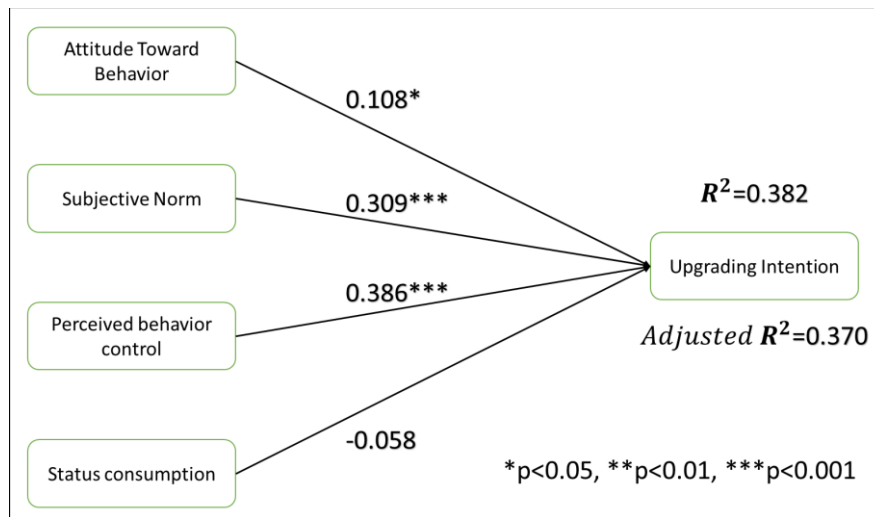 Attitude Toward
Behavior
0.108*
Subjective Norm
0.309***
R²=0.382
Upgrading Intention
0.386***
Perceived behavior
control
Adjusted R²=0.370
-0.058
Status consumption
*p<0.05, **p<0.01, ***p<0.001